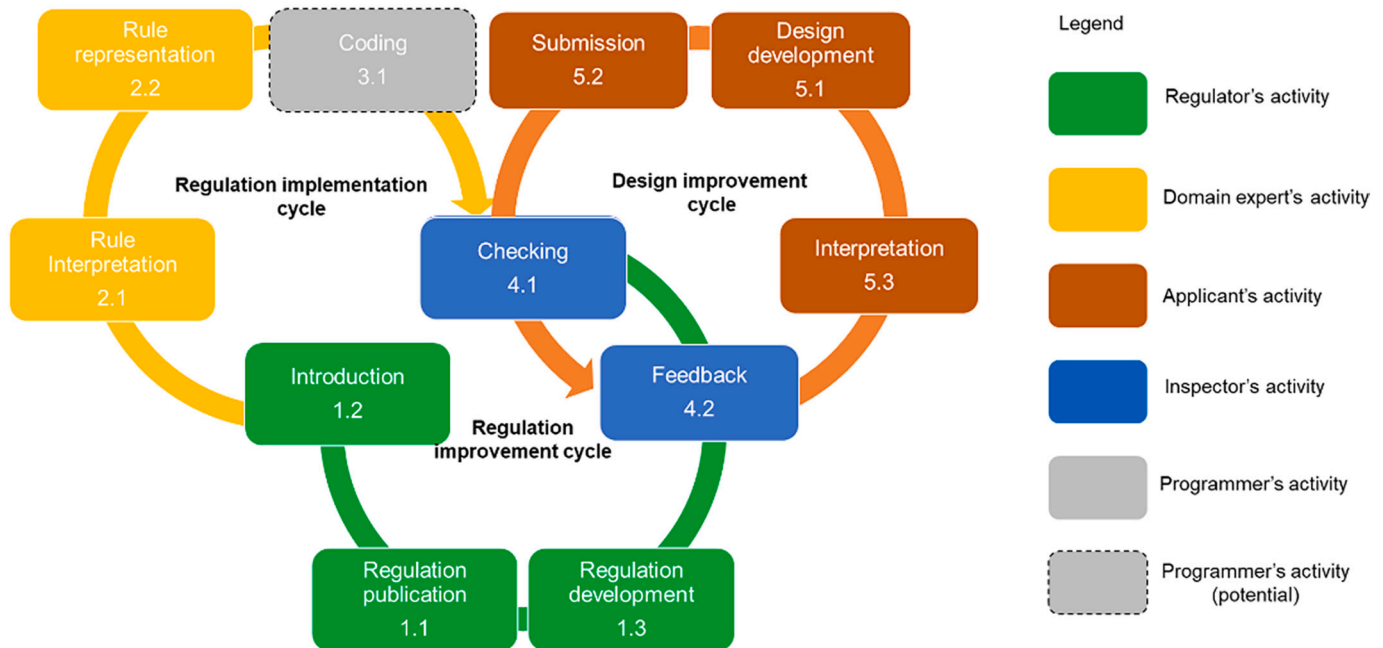 Rule
representation
2.2
Coding
3.1
Submission
5.2
Design
development
5.1
Regulation implementation
cycle
Design improvement
cycle
Rule
Interpretation
2.1
Checking
4.1
Interpretation
5.3
Introduction
1.2
Feedback
4.2
Regulation
improvement cycle
Regulation
publication
1.1
Regulation
development
1.3
Legend
Regulator's activity
Domain expert's activity
Applicant's activity
Inspector's activity
Programmer's activity
Programmer's activity
(potential)